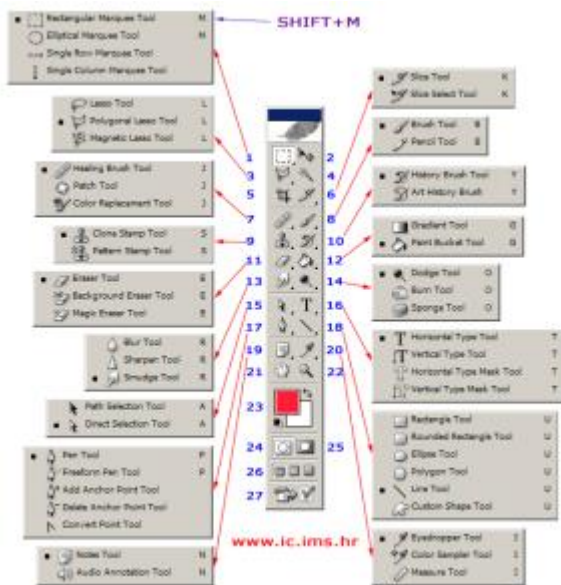 SHIFT+M
Rectangular Marquee Tool M
Elliptical Marquee Tool M
Single Row Marquee Tool
Single Column Marquee Tool
Lasso Tool L
Polygonal Lasso Tool L
Magnetic Lasso Tool L
Healing Brush Tool J
Patch Tool J
Color Replacement Tool J
Clone Stamp Tool S
Pattern Stamp Tool S
Eraser Tool E
Background Eraser Tool E
Magic Eraser Tool E
Blur Tool R
Sharpen Tool R
Smudge Tool R
Path Selection Tool A
Direct Selection Tool A
Pen Tool P
Freeform Pen Tool P
Add Anchor Point Tool
Delete Anchor Point Tool
Convert Point Tool
Notes Tool N
Audio Annotation Tool N
1 2
3 4
5 6
7 8
9 10
11 12
13 14
15 16
17 18
19 20
21 22
23
24 25
26
27
www.ic.ims.hr
Slice Tool K
Slice Select Tool K
Brush Tool B
Pencil Tool B
History Brush Tool Y
Art History Brush Y
Gradient Tool G
Paint Bucket Tool G
Dodge Tool O
Burn Tool O
Sponge Tool O
Horizontal Type Tool T
Vertical Type Tool T
Horizontal Type Mask Tool T
Vertical Type Mask Tool T
Rectangle Tool U
Rounded Rectangle Tool U
Ellipse Tool U
Polygon Tool U
Line Tool U
Custom Shape Tool U
Eyedropper Tool I
Color Sampler Tool I
Measure Tool I